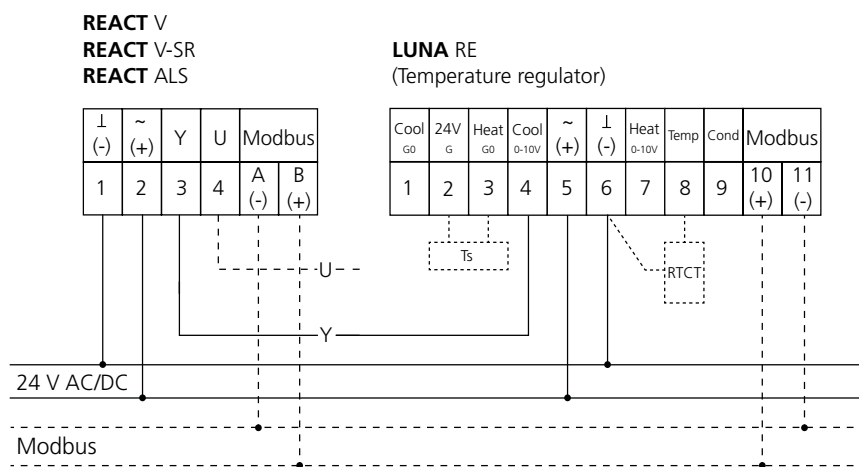 REACT V
REACT V-SR
REACT ALS
LUNA RE
(Temperature regulator)
⊥ (-) ~ (+) Y U Modbus
1 2 3 4 A (-) B (+)
Cool G0 24V G Heat G0 Cool 0-10V ~ (+) ⊥ (-) Heat 0-10V Temp Cond Modbus
1 2 3 4 5 6 7 8 9 10 (+) 11 (-)
Ts
RTCT
U
Y
24 V AC/DC
Modbus